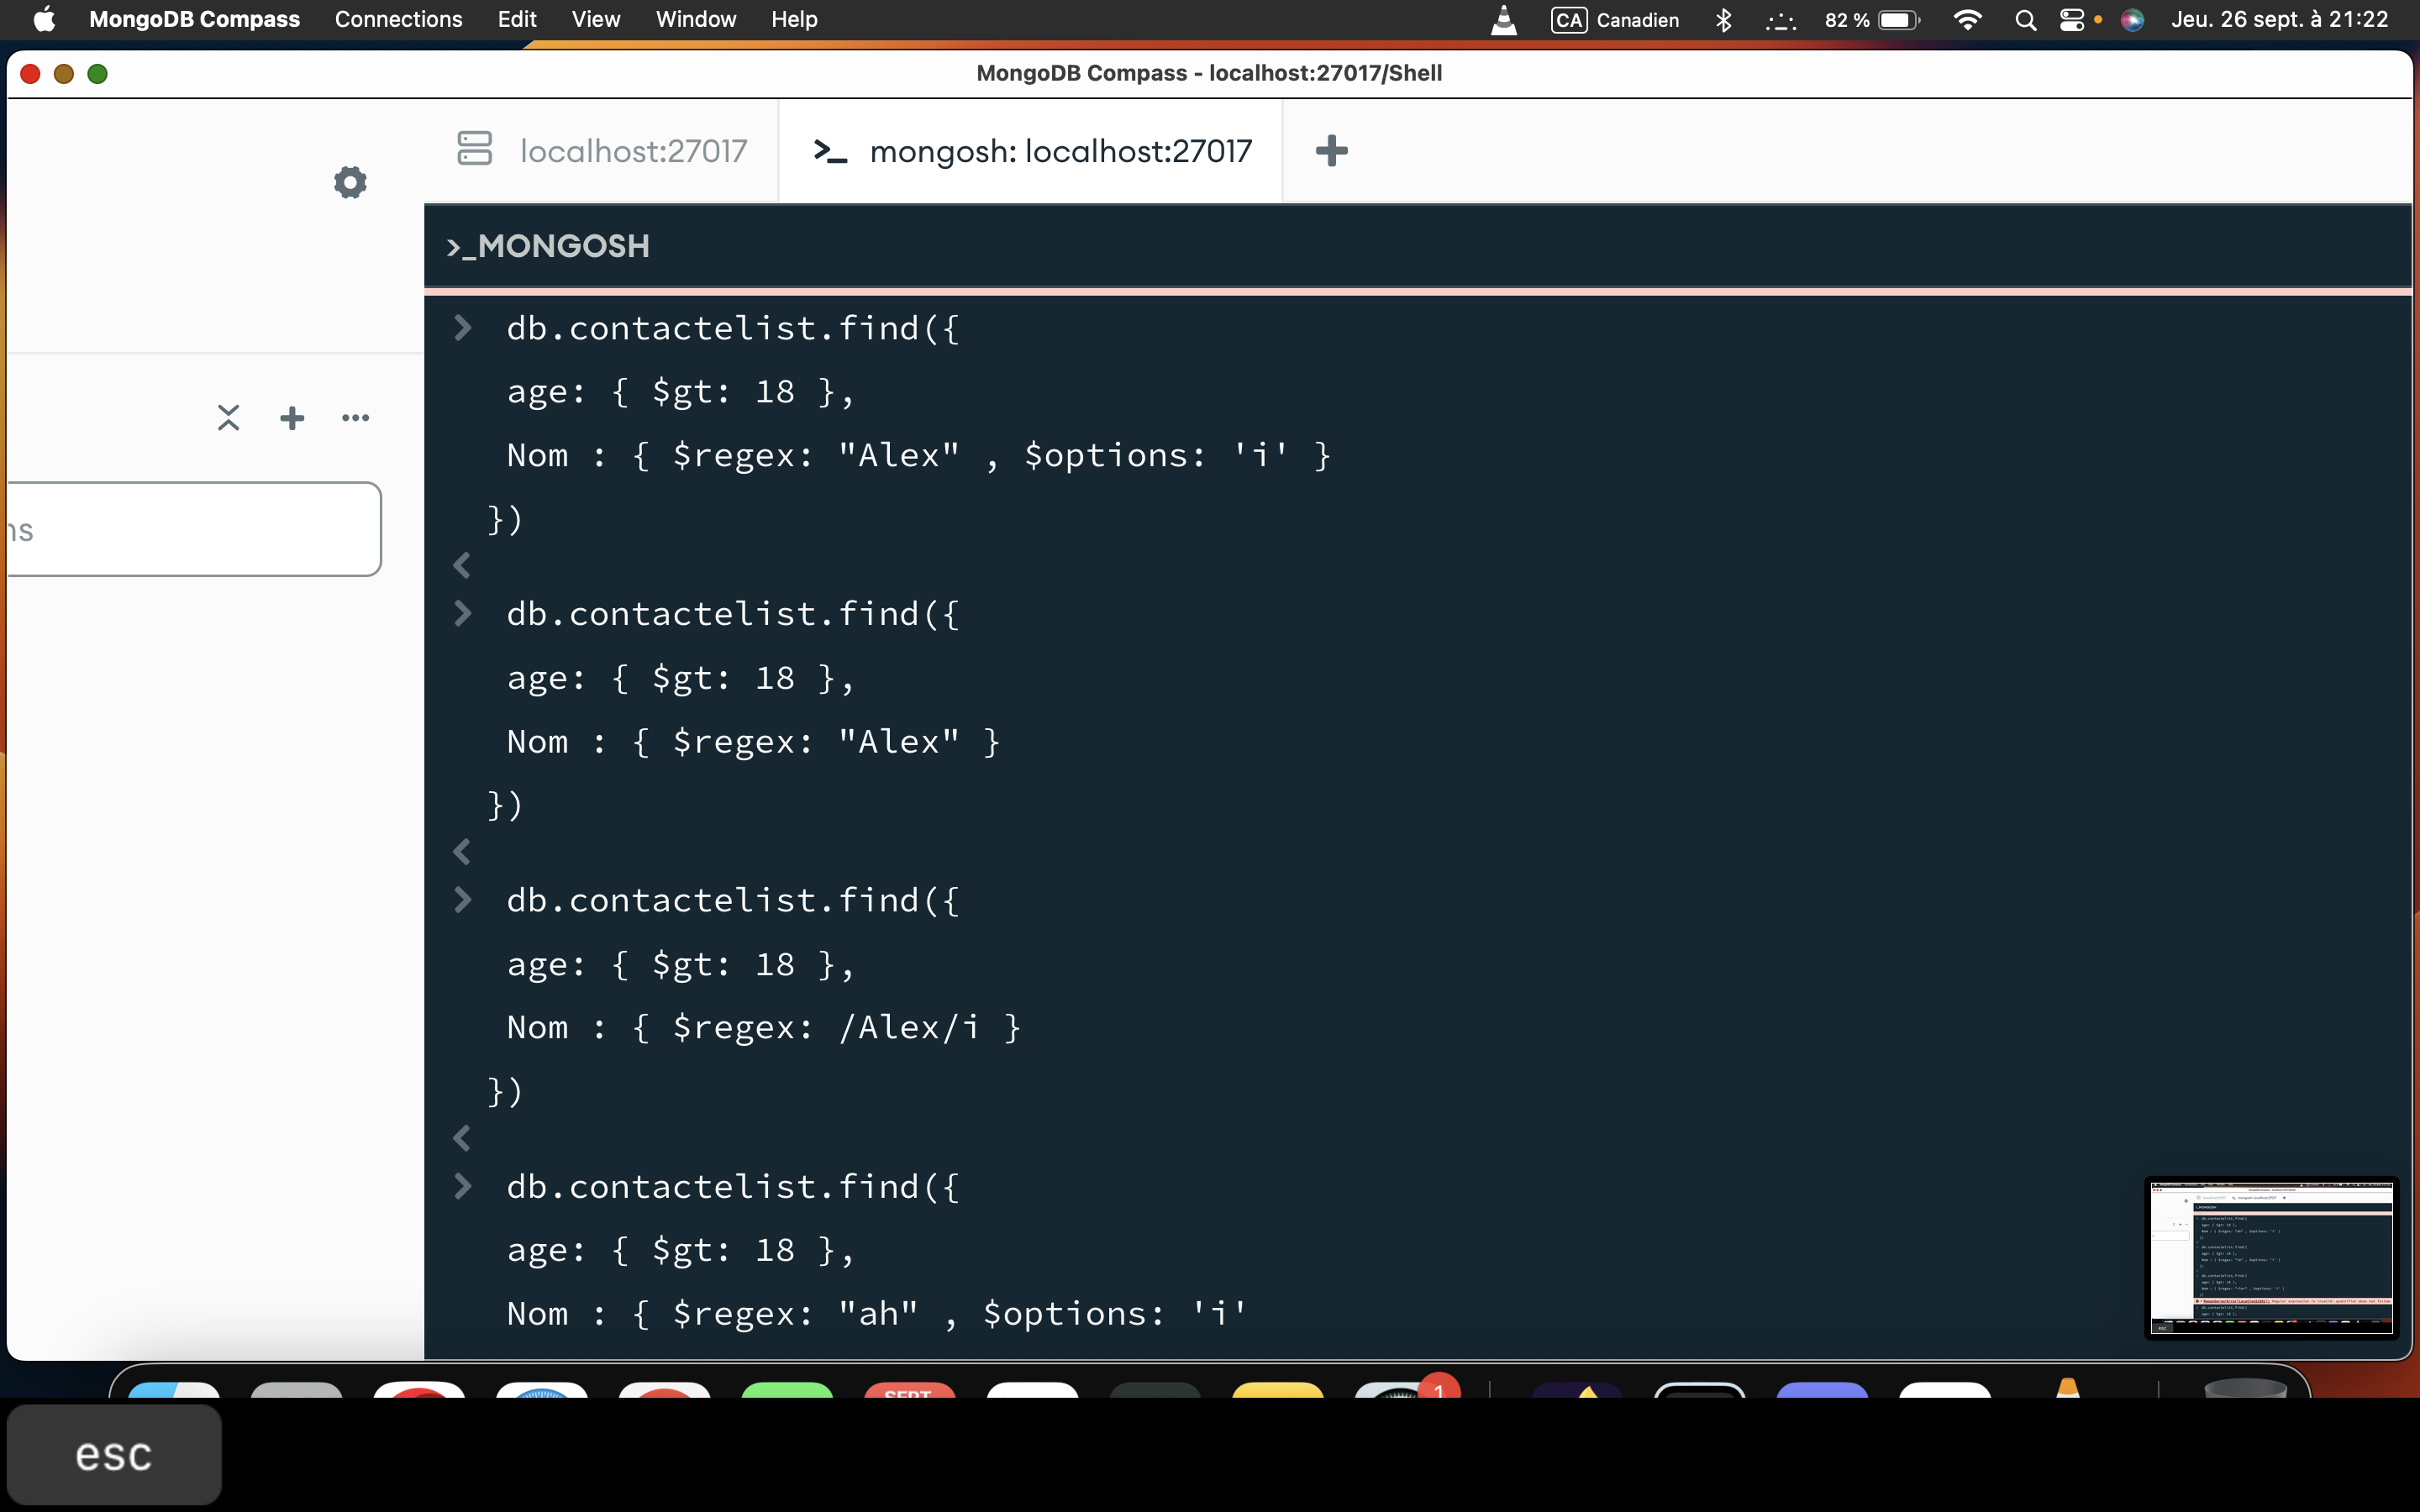 MongoDB Compass Connections Edit View Window Help CA Canadien 82 % Jeu. 26 sept. à 21:22
MongoDB Compass - localhost:27017/Shell
localhost:27017 >_ mongosh: localhost:27017 +
>_MONGOSH
> db.contactelist.find({
age: { $gt: 18 },
Nom : { $regex: "Alex" , $options: 'i' }
})
<
> db.contactelist.find({
age: { $gt: 18 },
Nom : { $regex: "Alex" }
})
<
> db.contactelist.find({
age: { $gt: 18 },
Nom : { $regex: /Alex/i }
})
<
> db.contactelist.find({
age: { $gt: 18 },
Nom : { $regex: "ah" , $options: 'i'
ns
SEPT
1
esc